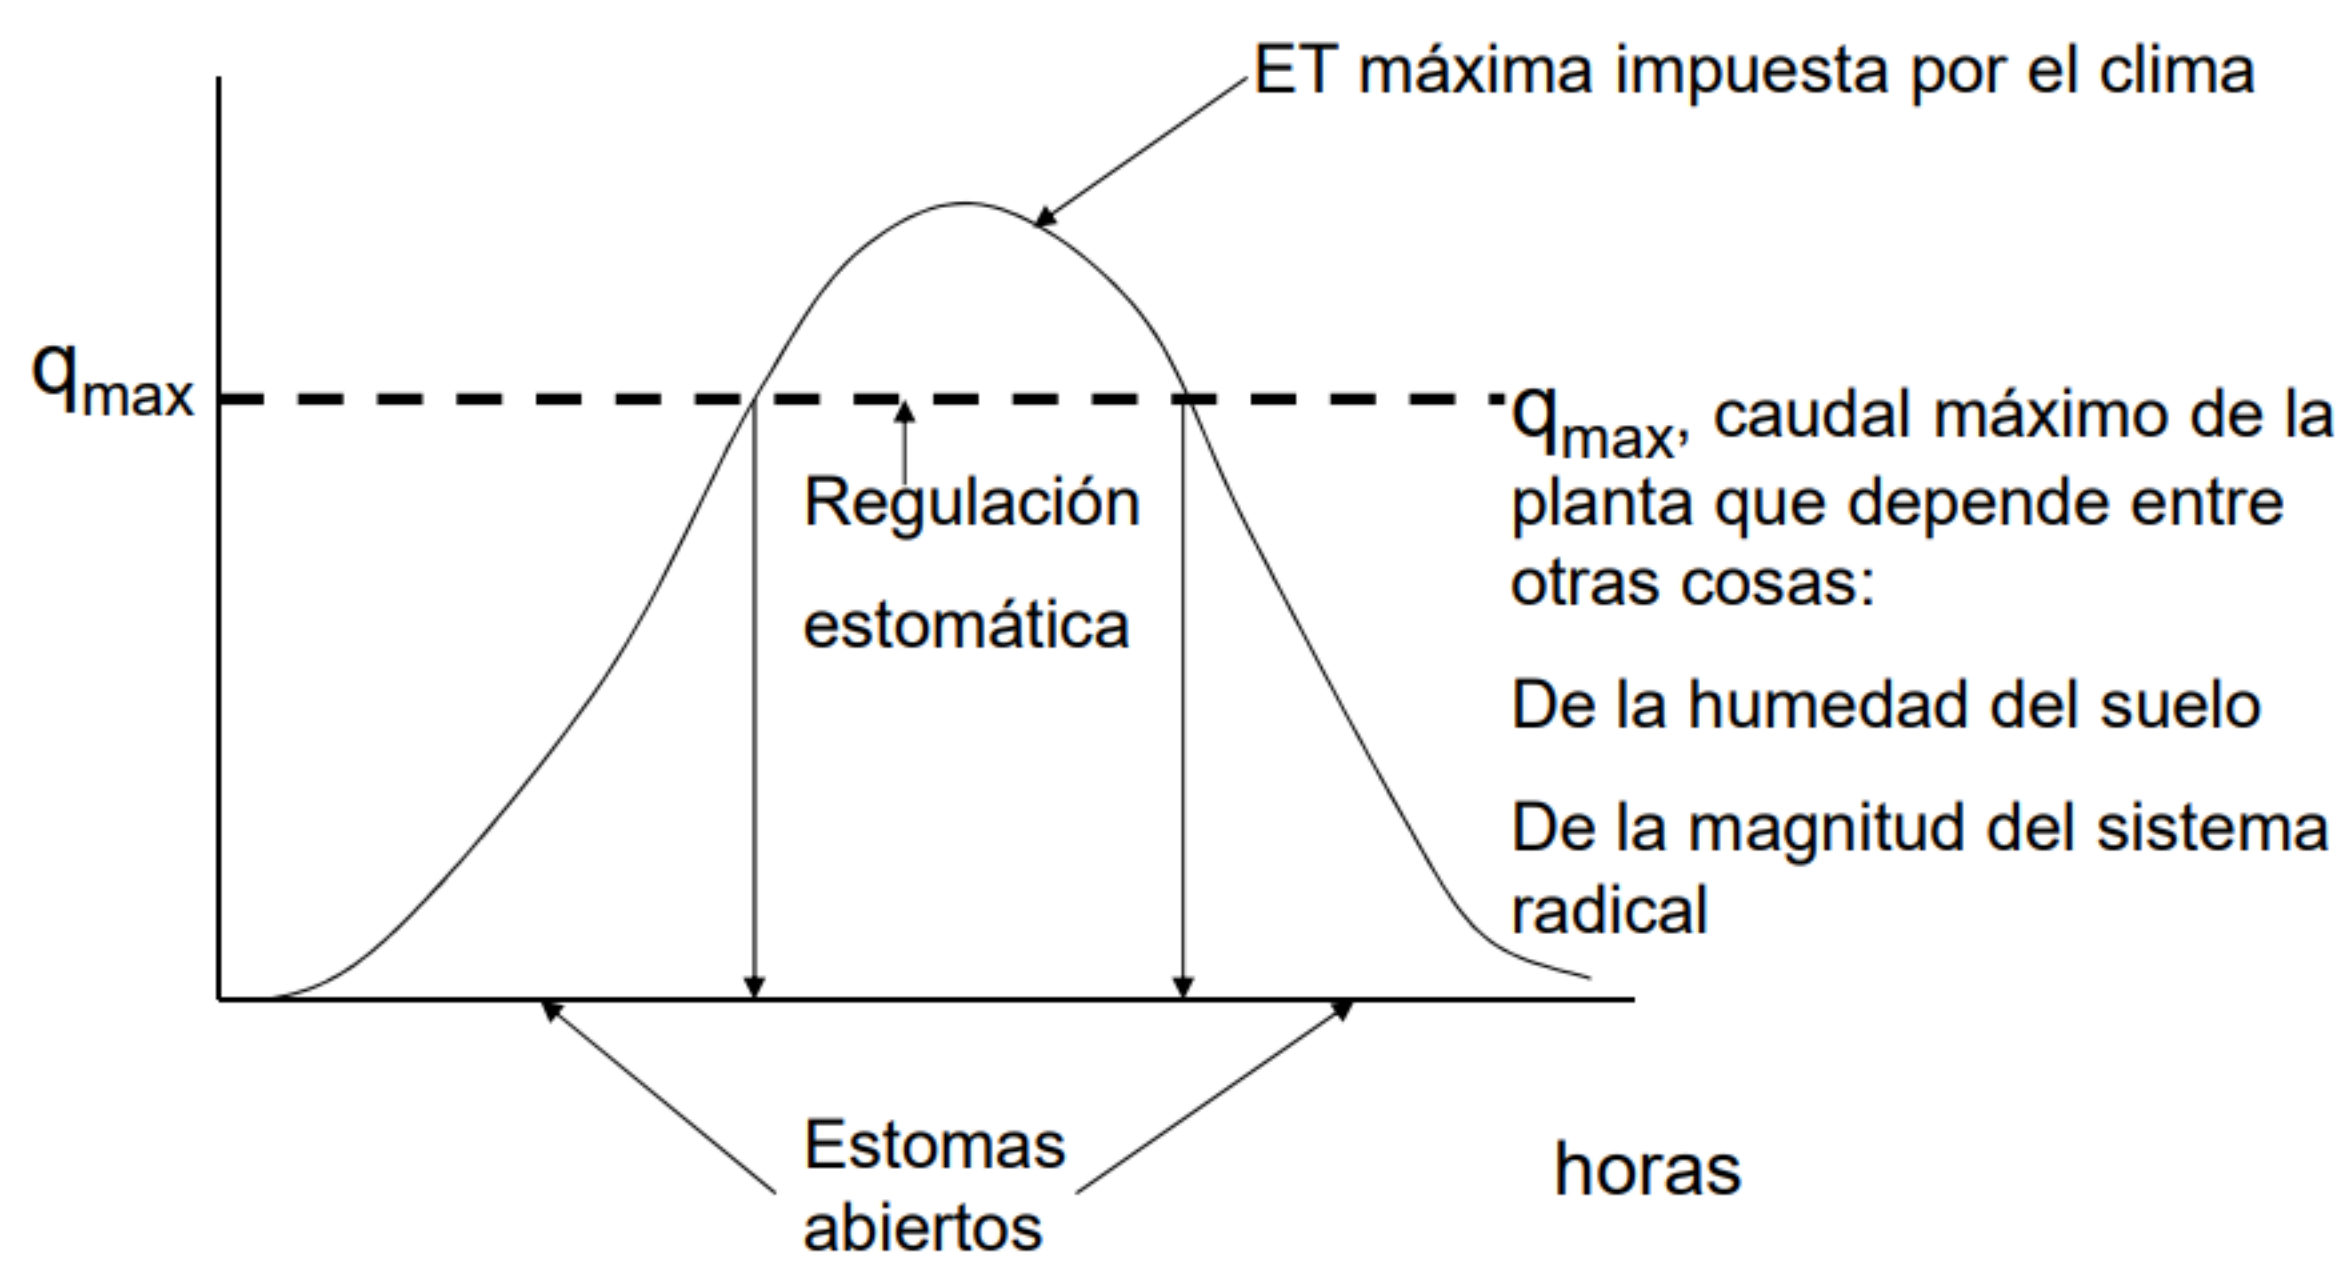 ET máxima impuesta por el clima
qmax
Regulación
estomática
qmax, caudal máximo de la
planta que depende entre
otras cosas:
De la humedad del suelo
De la magnitud del sistema
radical
Estomas
abiertos
horas